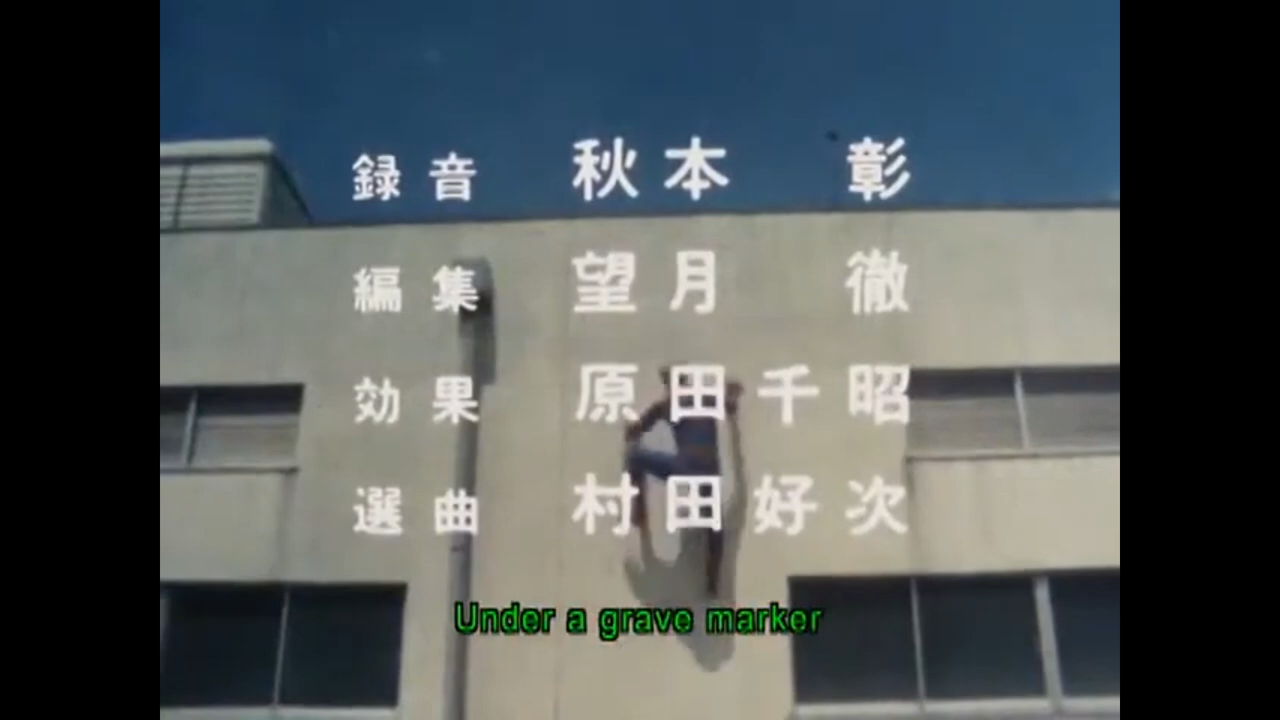 録音 秋本 彰
編集 望月 徹
効果 原田千昭
選曲 村田好次
Under a grave marker